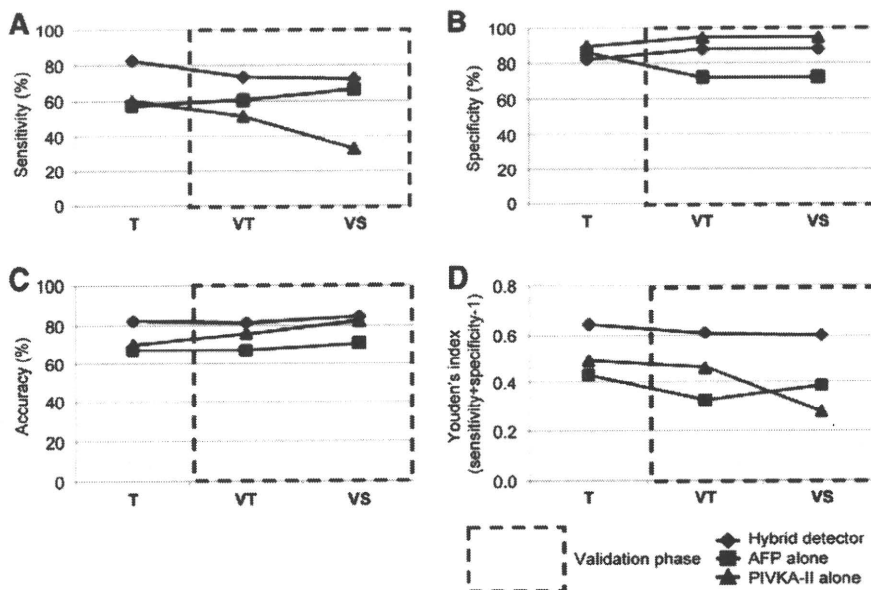 A
Sensitivity (%)
100
80
60
40
20
0
T VT VS
B
Specificity (%)
100
80
60
40
20
0
T VT VS
C
Accuracy (%)
100
80
60
40
20
0
T VT VS
D
Youden's index
(sensitivity+specificity-1)
0.8
0.6
0.4
0.2
0.0
T VT VS
Validation phase
Hybrid detector
AFP alone
PIVKA-II alone